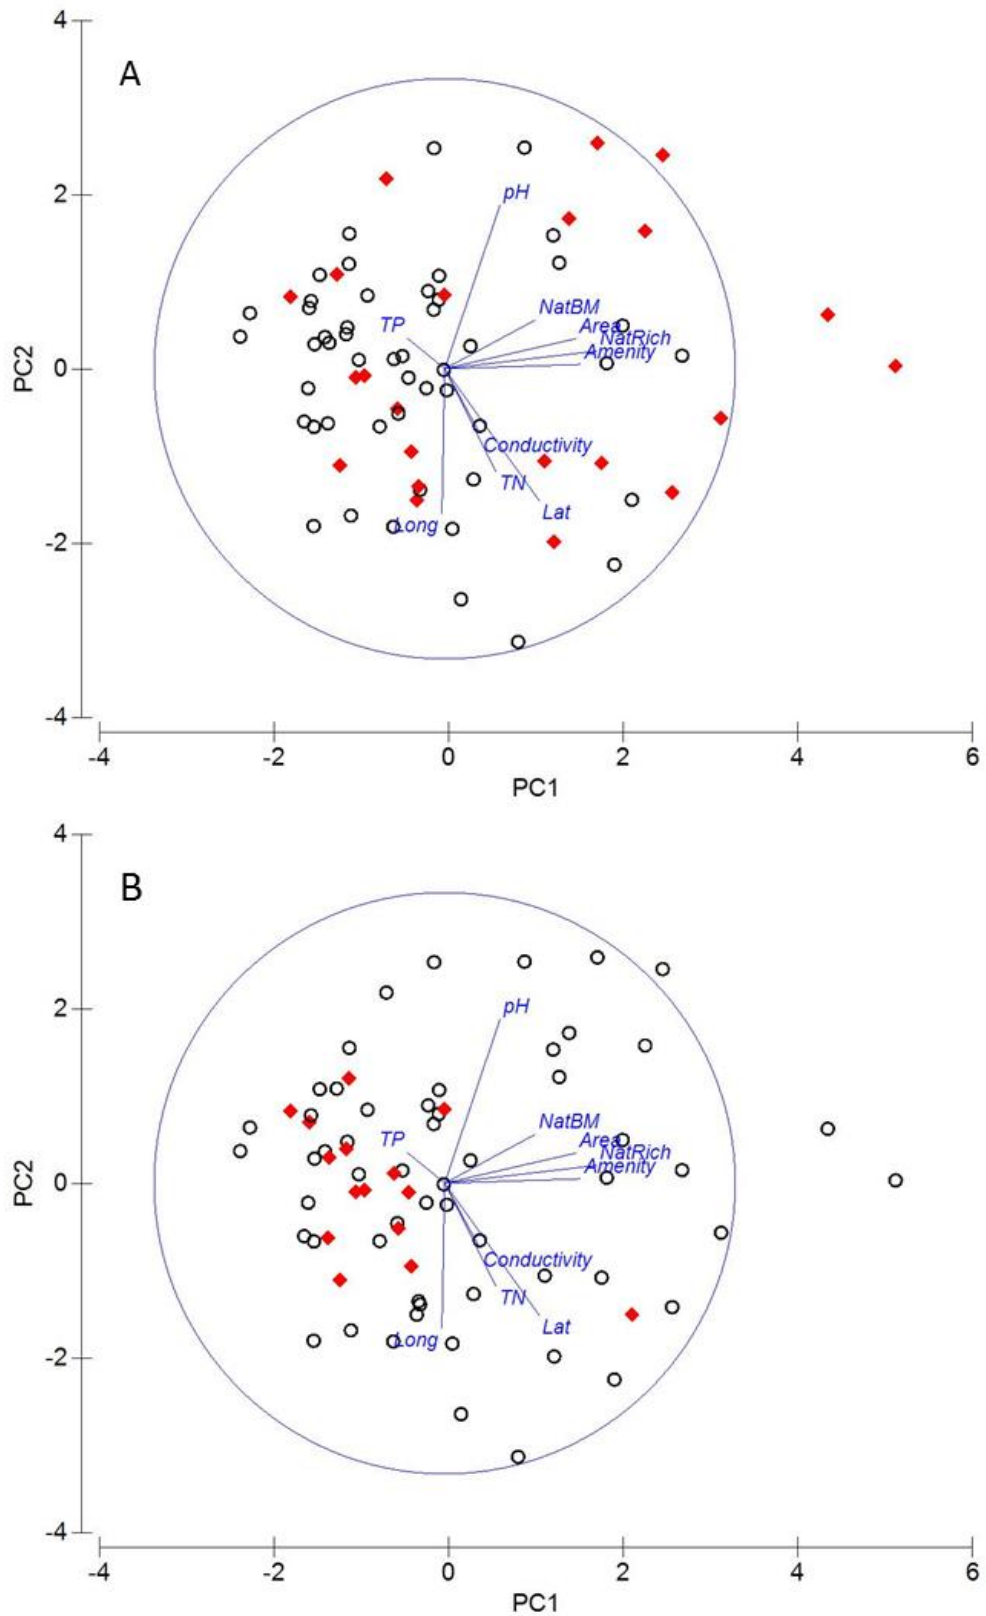 4
A
2
pH
NatBM
TP
Area
NatRich
Amenity
PC2
0
Conductivity
TN
Lat
Long
-2
-4
-4 -2 0 2 4 6
PC1
4
B
2
pH
NatBM
TP
Area
NatRich
Amenity
PC2
0
Conductivity
TN
Lat
Long
-2
-4
-4 -2 0 2 4 6
PC1